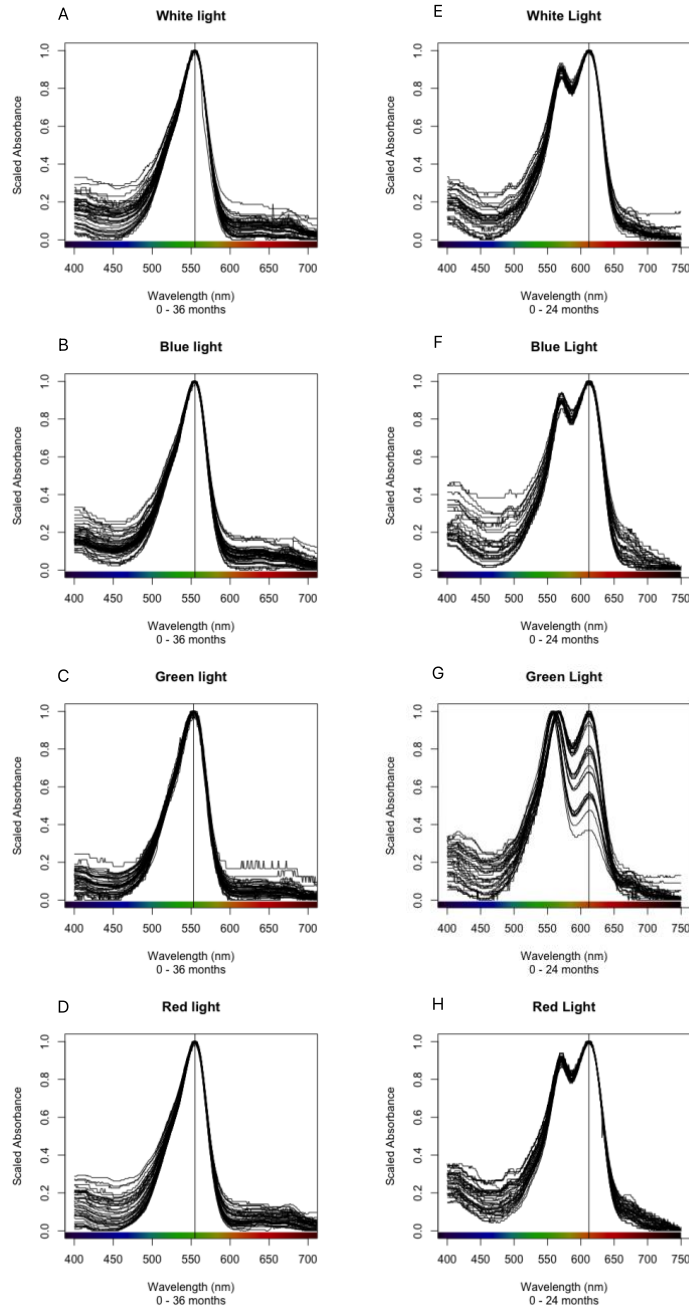 A
White light
Scaled Absorbance
0.0 0.2 0.4 0.6 0.8 1.0
400 450 500 550 600 650 700
Wavelength (nm)
0 - 36 months
E
White Light
Scaled Absorbance
0.0 0.2 0.4 0.6 0.8 1.0
400 450 500 550 600 650 700 750
Wavelength (nm)
0 - 24 months
B
Blue light
Scaled Absorbance
0.0 0.2 0.4 0.6 0.8 1.0
400 450 500 550 600 650 700
Wavelength (nm)
0 - 36 months
F
Blue Light
Scaled Absorbance
0.0 0.2 0.4 0.6 0.8 1.0
400 450 500 550 600 650 700 750
Wavelength (nm)
0 - 24 months
C
Green light
Scaled Absorbance
0.0 0.2 0.4 0.6 0.8 1.0
400 450 500 550 600 650 700
Wavelength (nm)
0 - 36 months
G
Green Light
Scaled Absorbance
0.0 0.2 0.4 0.6 0.8 1.0
400 450 500 550 600 650 700 750
Wavelength (nm)
0 - 24 months
D
Red light
Scaled Absorbance
0.0 0.2 0.4 0.6 0.8 1.0
400 450 500 550 600 650 700
Wavelength (nm)
0 - 36 months
H
Red Light
Scaled Absorbance
0.0 0.2 0.4 0.6 0.8 1.0
400 450 500 550 600 650 700 750
Wavelength (nm)
0 - 24 months